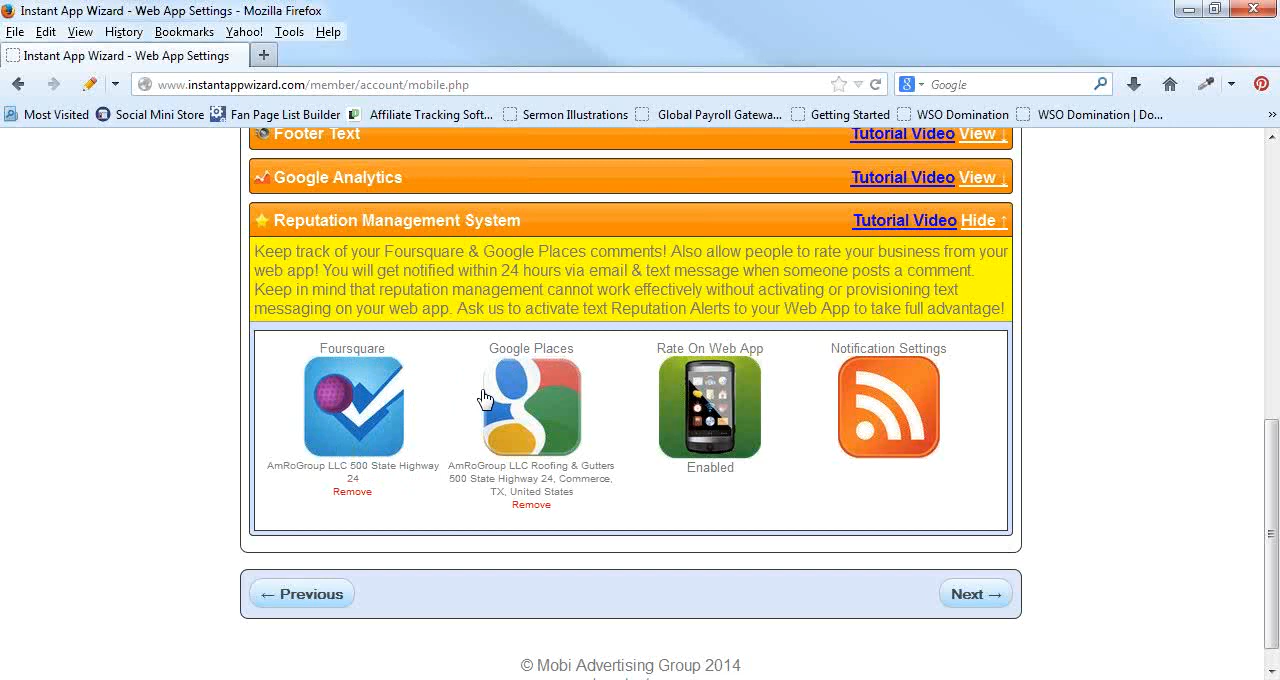 Instant App Wizard - Web App Settings - Mozilla Firefox
File Edit View History Bookmarks Yahoo! Tools Help
Instant App Wizard - Web App Settings
www.instantappwizard.com/member/account/mobile.php
Google
Most Visited Social Mini Store Fan Page List Builder Affiliate Tracking Soft... Sermon Illustrations Global Payroll Gatewa... Getting Started WSO Domination WSO Domination | Do...
Footer Text Tutorial Video View ↓
Google Analytics Tutorial Video View ↓
Reputation Management System Tutorial Video Hide ↑
Keep track of your Foursquare & Google Places comments! Also allow people to rate your business from your
web app! You will get notified within 24 hours via email & text message when someone posts a comment.
Keep in mind that reputation management cannot work effectively without activating or provisioning text
messaging on your web app. Ask us to activate text Reputation Alerts to your Web App to take full advantage!
Foursquare Google Places Rate On Web App Notification Settings
AmRoGroup LLC 500 State Highway
24
Remove
AmRoGroup LLC Roofing & Gutters
500 State Highway 24, Commerce,
TX, United States
Remove
Enabled
← Previous Next →
© Mobi Advertising Group 2014